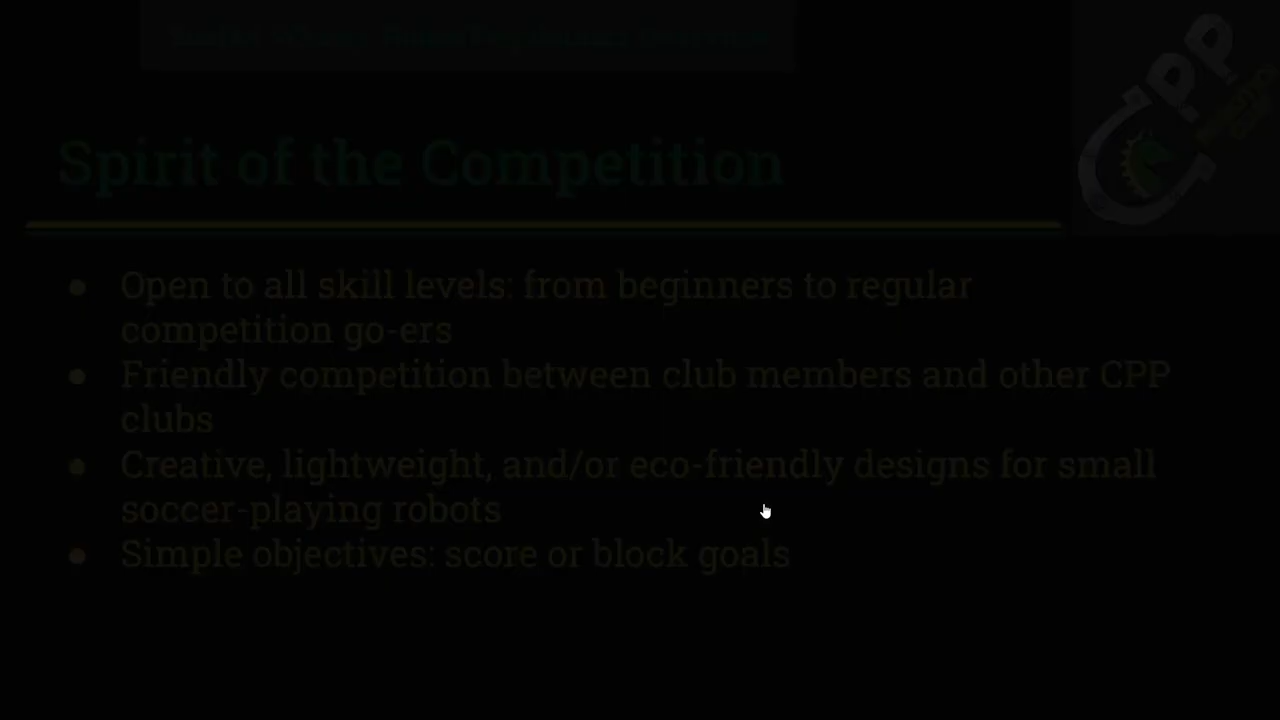 CPP
Spirit of the Competition
● Open to all skill levels: from beginners to regular
competition go-ers
● Friendly competition between club members and other CPP
clubs
● Creative, lightweight, and/or eco-friendly designs for small
soccer-playing robots
● Simple objectives: score or block goals